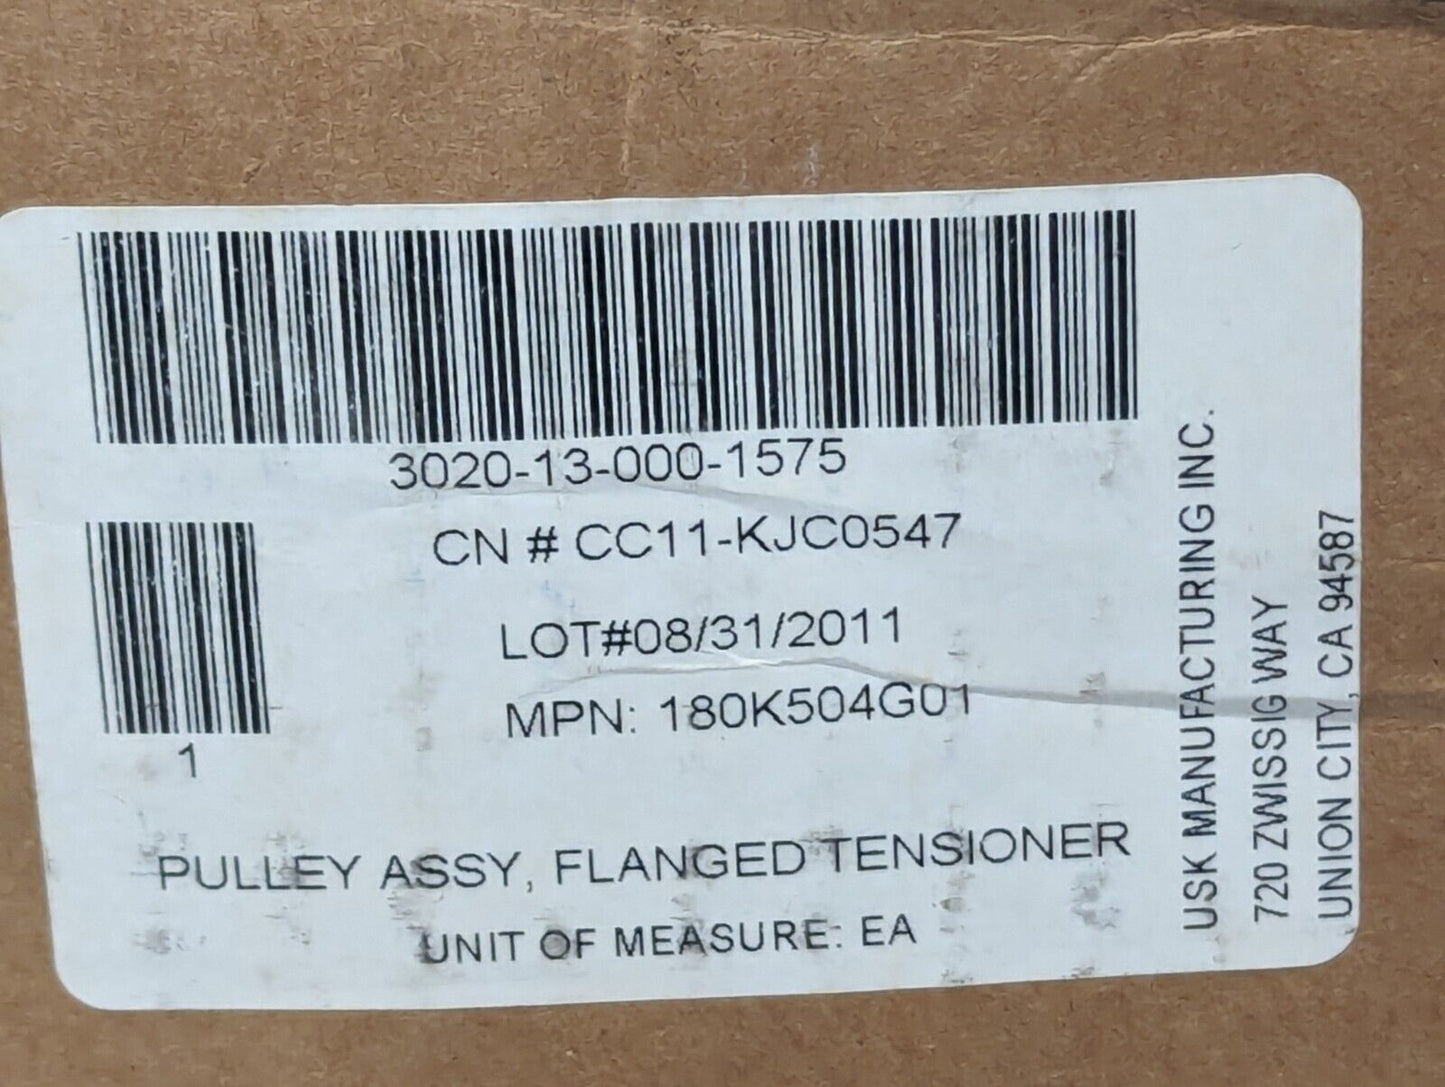 3020-13-000-1575
CN # CC11-KJC0547
LOT#08/31/2011
MPN: 180K504G01
1
PULLEY ASSY, FLANGED TENSIONER
UNIT OF MEASURE: EA
USK MANUFACTURING INC.
720 ZWISSIG WAY
UNION CITY, CA 94587